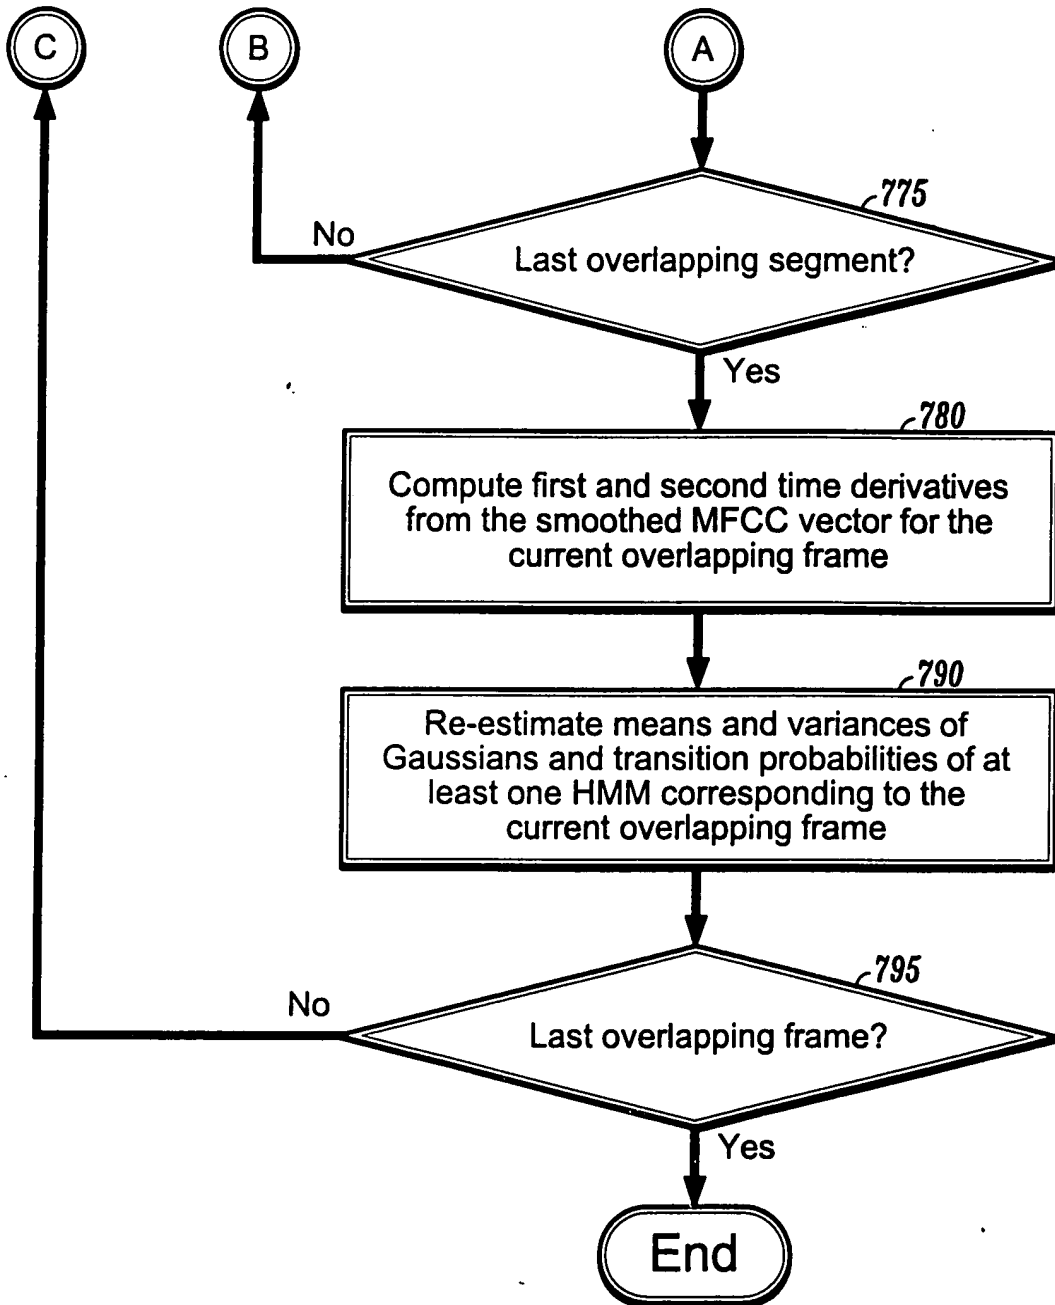 C
B
A
775
No
Last overlapping segment?
Yes
780
Compute first and second time derivatives
from the smoothed MFCC vector for the
current overlapping frame
790
Re-estimate means and variances of
Gaussians and transition probabilities of at
least one HMM corresponding to the
current overlapping frame
795
No
Last overlapping frame?
Yes
End